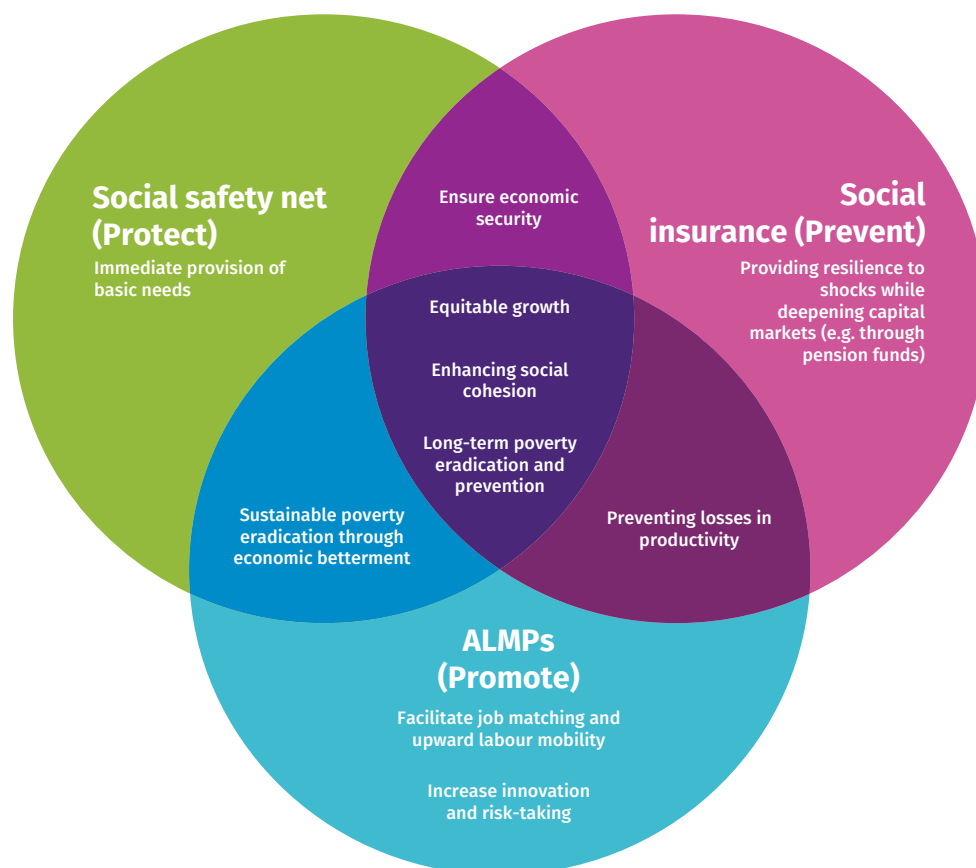 Social safety net
(Protect)
Immediate provision of
basic needs
Ensure economic
security
Social
insurance (Prevent)
Providing resilience to
shocks while
deepening capital
markets (e.g. through
pension funds)
Equitable growth
Enhancing social
cohesion
Long-term poverty
eradication and
prevention
Sustainable poverty
eradication through
economic betterment
Preventing losses in
productivity
ALMPs
(Promote)
Facilitate job matching and
upward labour mobility
Increase innovation
and risk-taking